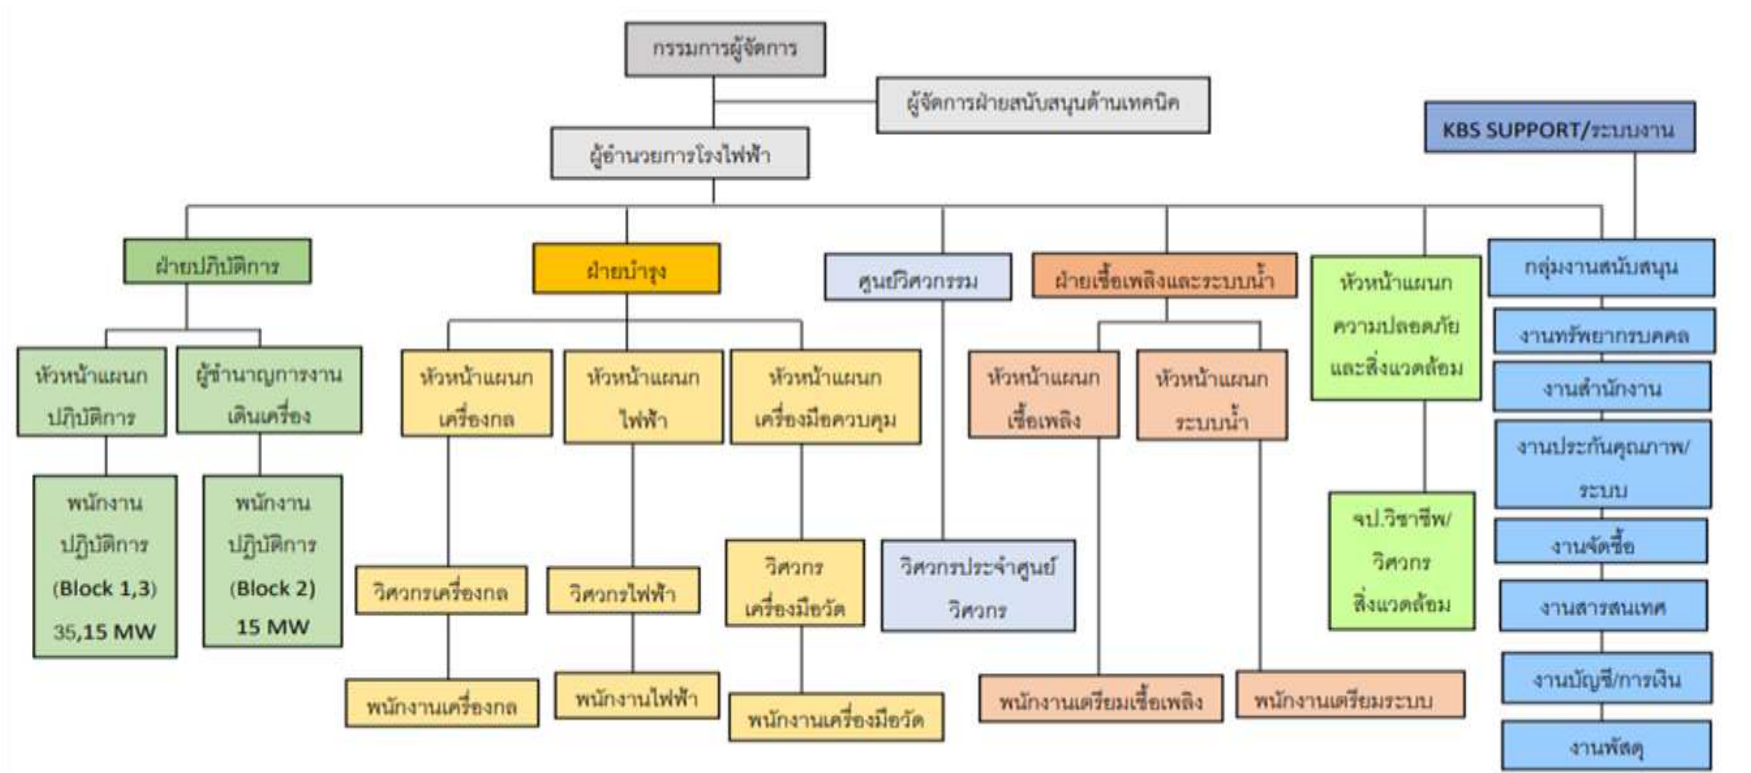 กรรมการผู้จัดการ
ผู้จัดการฝ่ายสนับสนุนด้านเทคนิค
KBS SUPPORT/ระบบงาน
ผู้อำนวยการโรงไฟฟ้า
ฝ่ายปฏิบัติการ
ฝ่ายบำรุง
ศูนย์วิศวกรรม
ฝ่ายเชื้อเพลิงและระบบน้ำ
หัวหน้าแผนก
ความปลอดภัย
และสิ่งแวดล้อม
กลุ่มงานสนับสนุน
งานทรัพยากรบุคคล
งานสำนักงาน
งานประกันคุณภาพ/
ระบบ
งานจัดซื้อ
งานสารสนเทศ
งานบัญชี/การเงิน
งานพัสดุ
หัวหน้าแผนก
ปฏิบัติการ
ผู้ชำนาญการงาน
เดินเครื่อง
หัวหน้าแผนก
เครื่องกล
หัวหน้าแผนก
ไฟฟ้า
หัวหน้าแผนก
เครื่องมือควบคุม
หัวหน้าแผนก
เชื้อเพลิง
หัวหน้าแผนก
ระบบน้ำ
พนักงาน
ปฏิบัติการ
(Block 1,3)
35,15 MW
พนักงาน
ปฏิบัติการ
(Block 2)
15 MW
วิศวกรเครื่องกล
วิศวกรไฟฟ้า
วิศวกร
เครื่องมือวัด
วิศวกรประจำศูนย์
วิศวกร
จป.วิชาชีพ/
วิศวกร
สิ่งแวดล้อม
พนักงานเครื่องกล
พนักงานไฟฟ้า
พนักงานเครื่องมือวัด
พนักงานเตรียมเชื้อเพลิง
พนักงานเตรียมระบบ